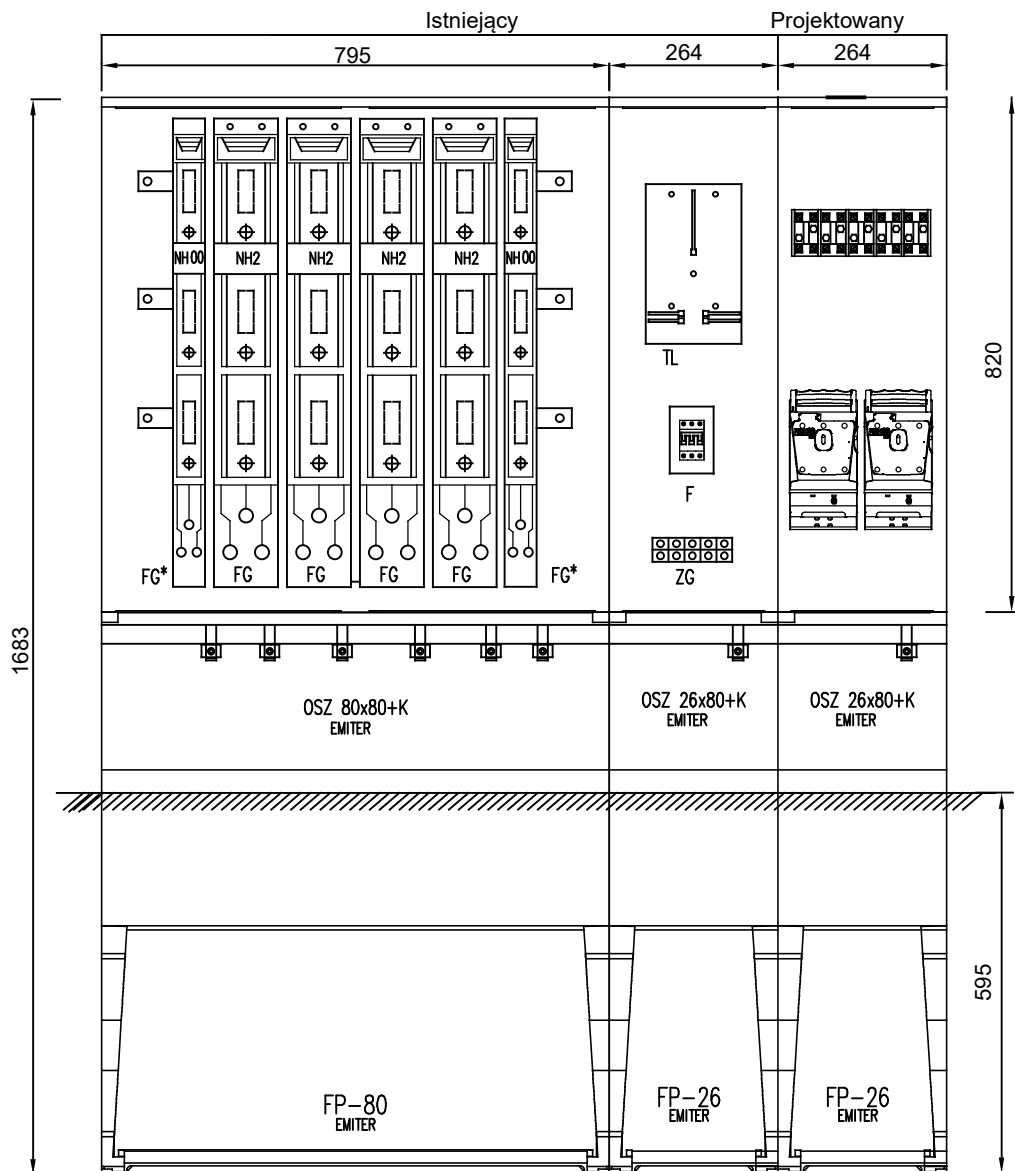 Istniejący Projektowany
795 264 264
NH00 NH2 NH2 NH2 NH2 NH00
TL
820
F
FG* FG FG FG FG FG* ZG
1683
OSZ 80x80+K OSZ 26x80+K OSZ 26x80+K
EMITER EMITER EMITER
595
FP-80 FP-26 FP-26
EMITER EMITER EMITER